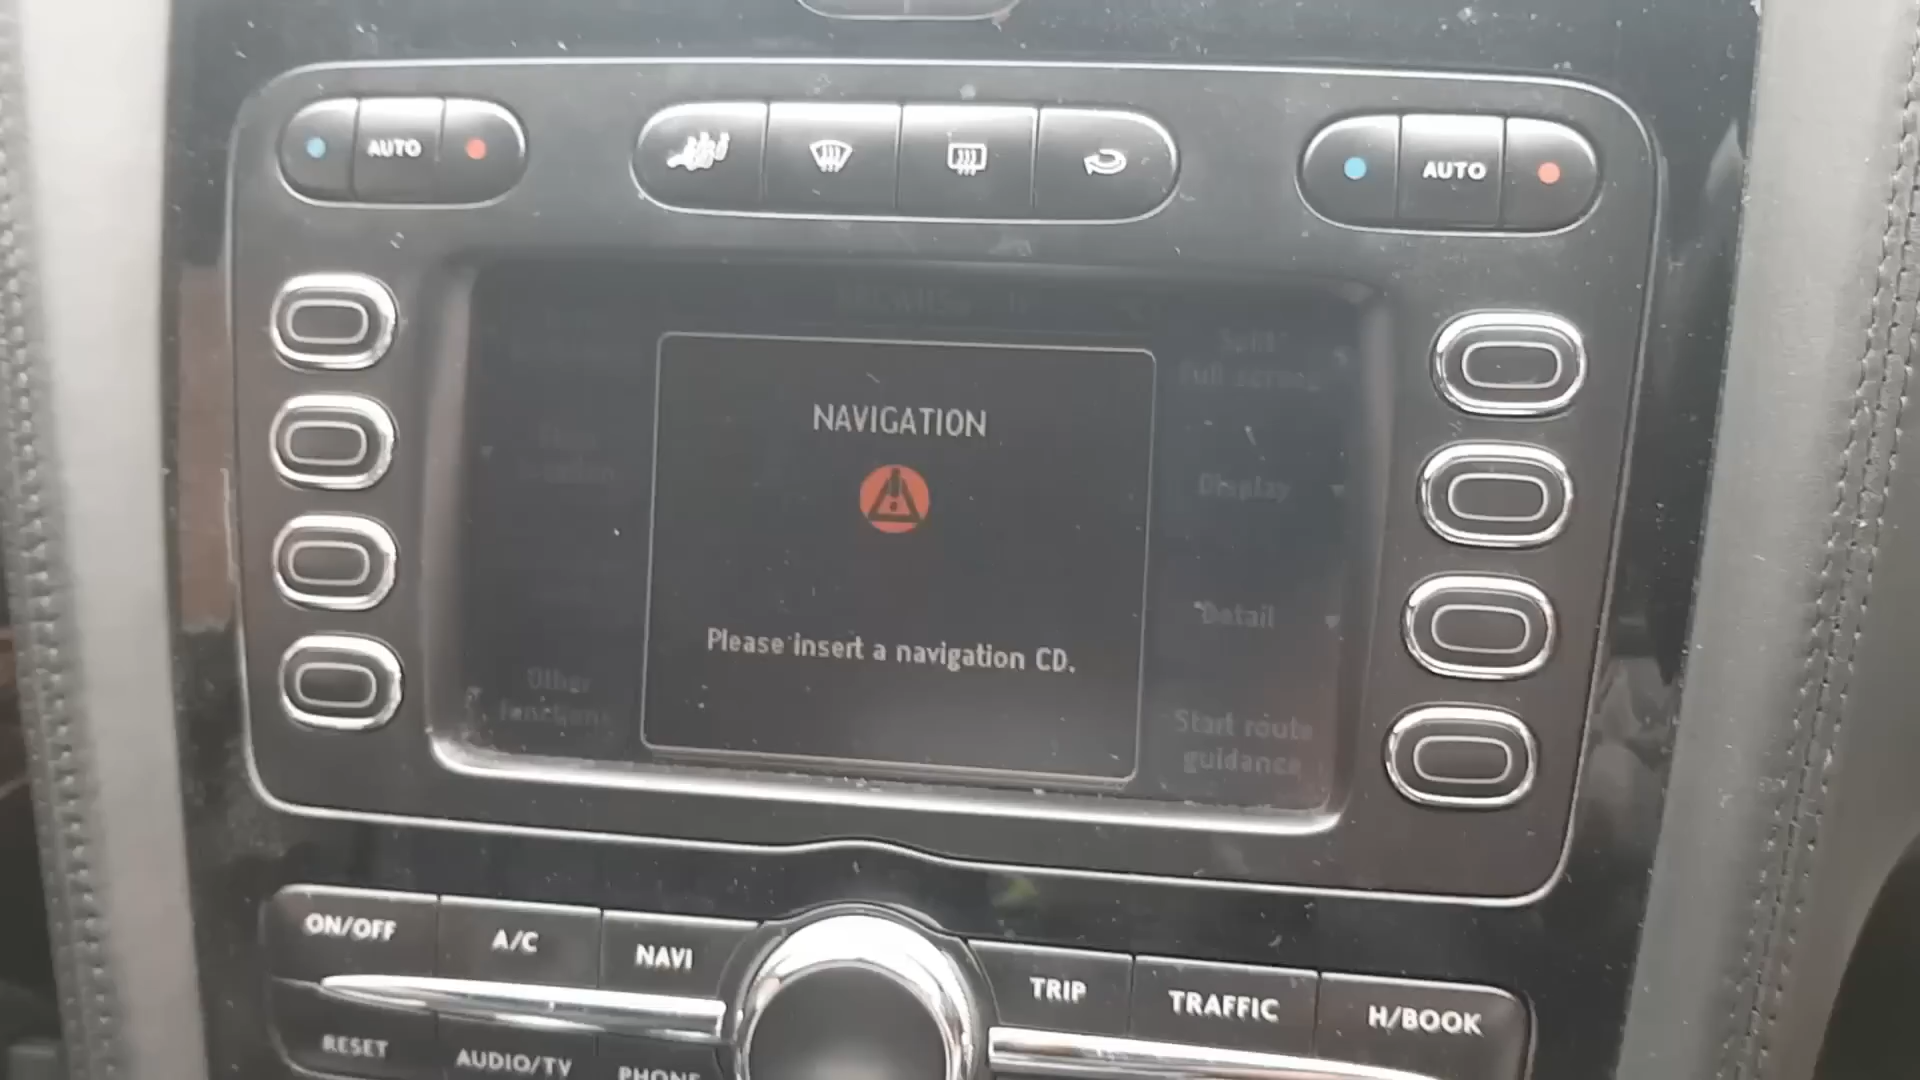 AUTO
AUTO
NAVIGATION
full screen
Display
Please insert a navigation CD.
Detail
Other
functions
Start route
guidance
ON/OFF
A/C
NAVI
TRIP
TRAFFIC
H/BOOK
RESET
AUDIO/TV
PHONE